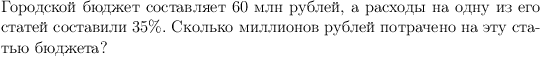 Городской бюджет составляет 60 млн рублей, а расходы на одну из его
статей составили 35%. Сколько миллионов рублей потрачено на эту ста-
тью бюджета?